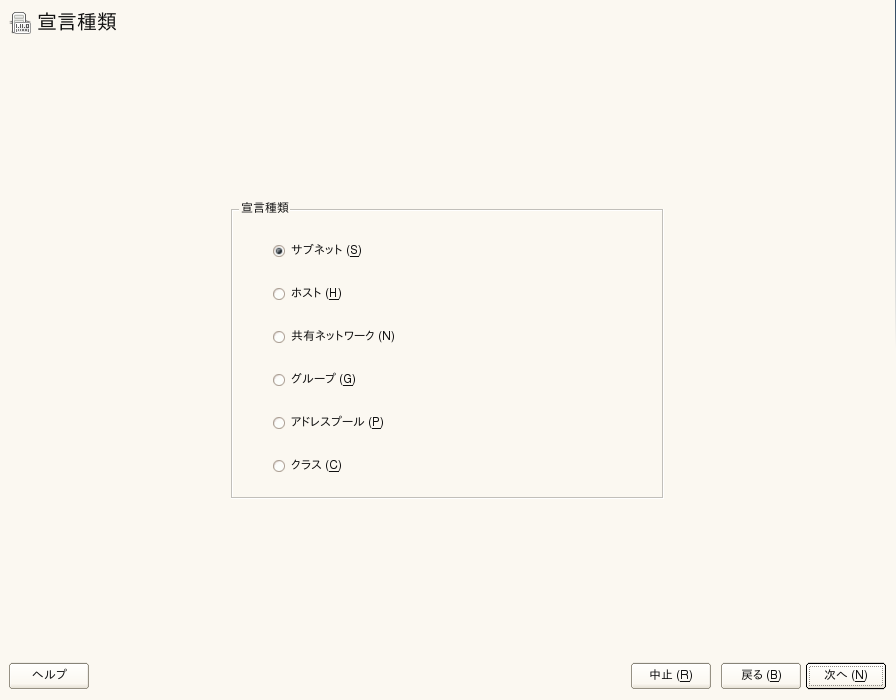 宣言種類
宣言種類
サブネット (S)
ホスト (H)
共有ネットワーク (N)
グループ (G)
アドレスプール (P)
クラス (C)
ヘルプ 中止 (R) 戻る (B) 次へ (N)